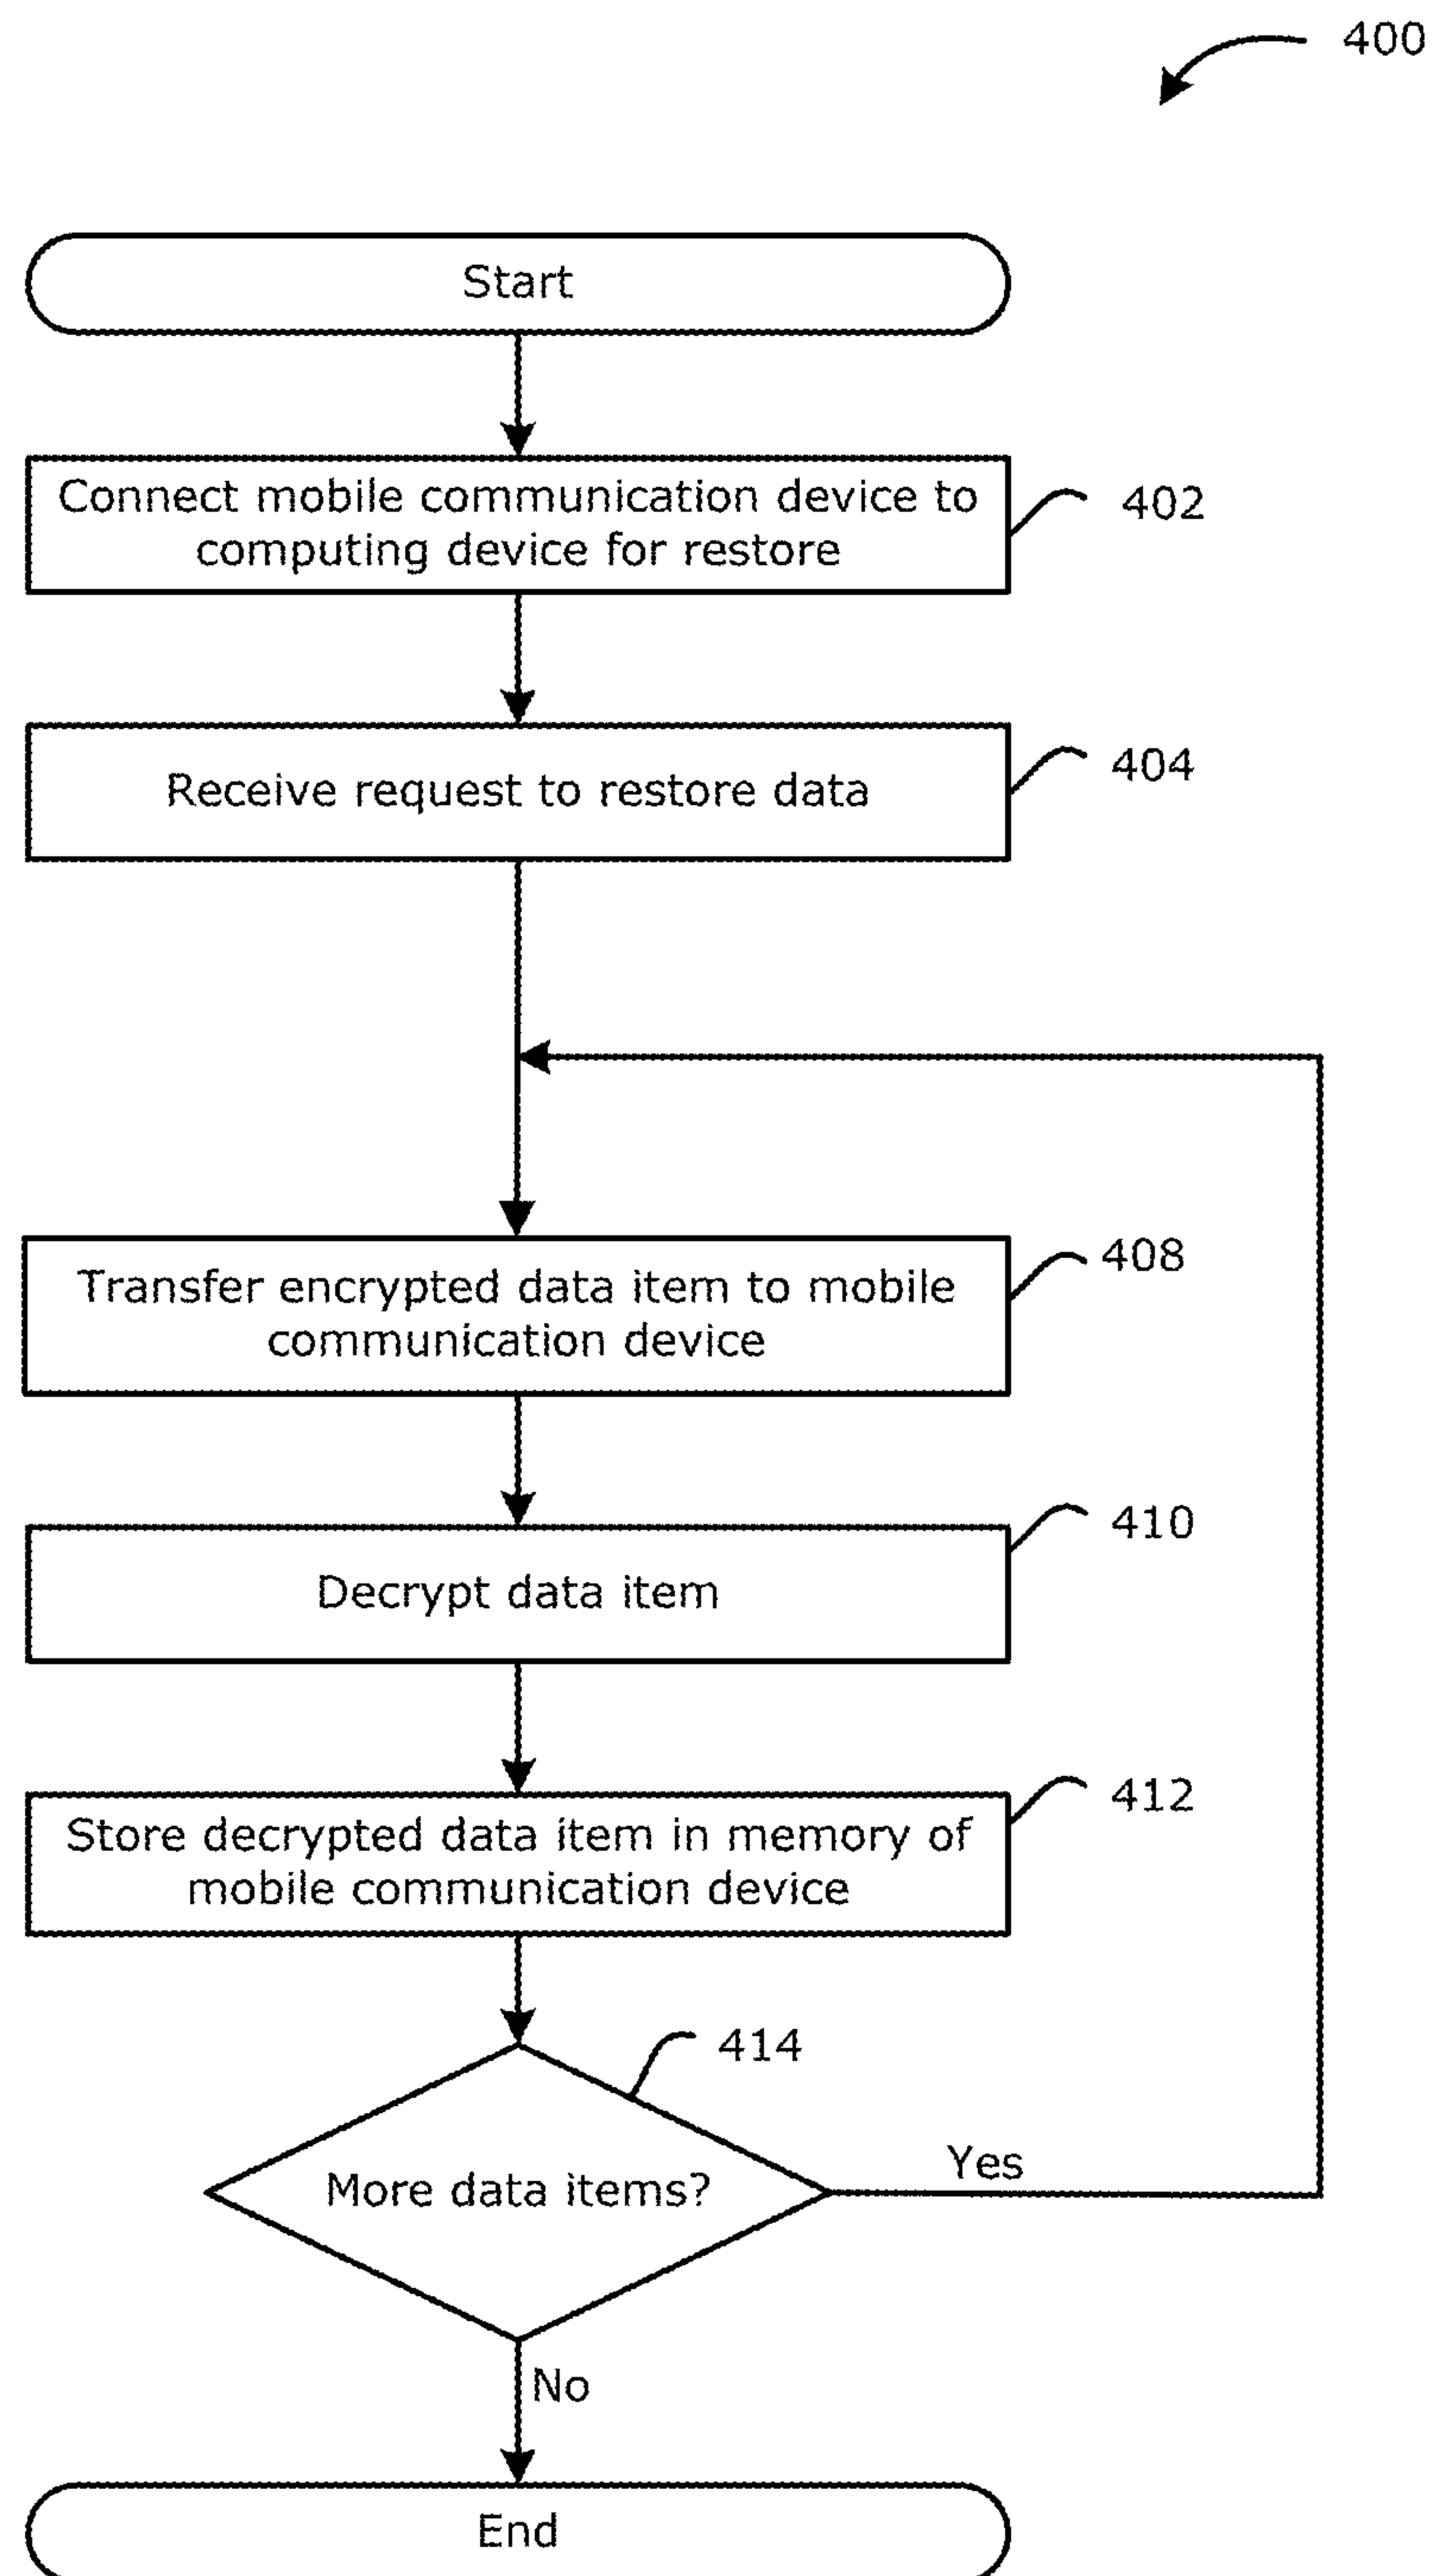 400
Start
Connect mobile communication device to
computing device for restore
402
Receive request to restore data
404
Transfer encrypted data item to mobile
communication device
408
Decrypt data item
410
Store decrypted data item in memory of
mobile communication device
412
414
More data items?
Yes
No
End